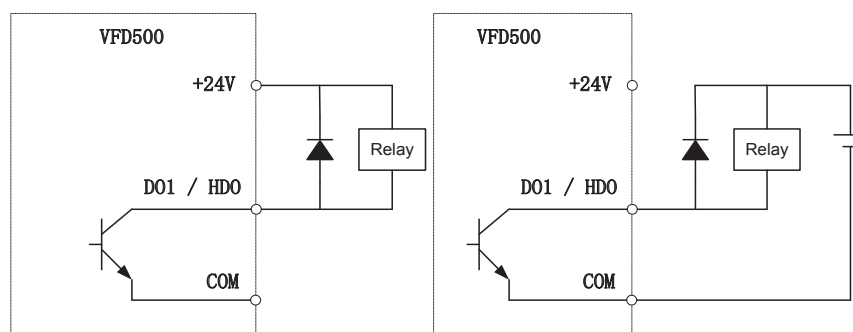 VFD500
+24V
Relay
DO1 / HDO
COM
VFD500
+24V
Relay
DO1 / HDO
COM